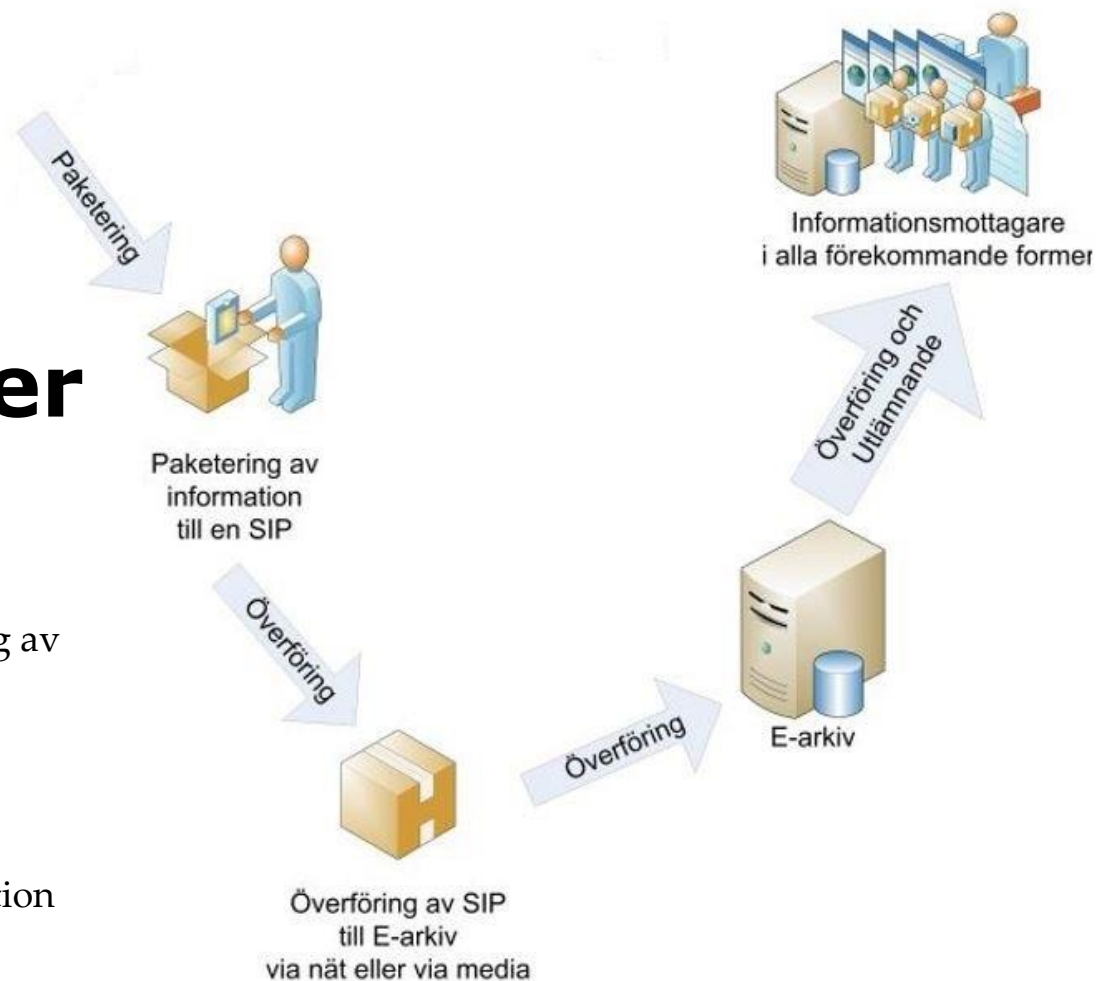 Paketering
Paketering av
information
till en SIP
Överföring
Överföring av SIP
till E-arkiv
via nät eller via media
Överföring
E-arkiv
Överföring och
Utlämnande
Informationsmottagare
i alla förekommande former
er
g av
tion